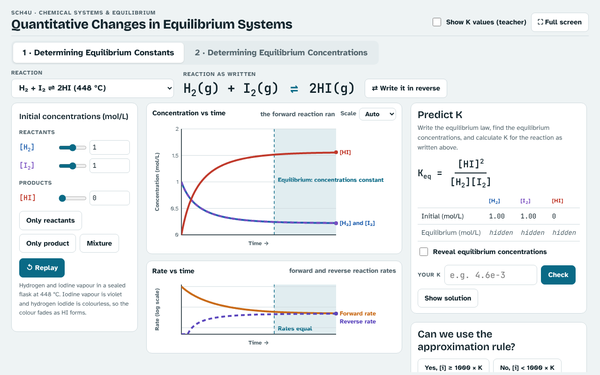 SCH4U · CHEMICAL SYSTEMS & EQUILIBRIUM
Quantitative Changes in Equilibrium Systems
Show K values (teacher)
Full screen
1 · Determining Equilibrium Constants
2 · Determining Equilibrium Concentrations
REACTION
H₂ + I₂ ⇌ 2HI (448 °C)
REACTION AS WRITTEN
H₂(g) + I₂(g) ⇌ 2HI(g)
⇄ Write it in reverse
Initial concentrations (mol/L)
REACTANTS
[H₂] 1
[I₂] 1
PRODUCTS
[HI] 0
Only reactants
Only product
Mixture
↻ Replay
Hydrogen and iodine vapour in a sealed
flask at 448 °C. Iodine vapour is violet
and hydrogen iodide is colourless, so the
colour fades as HI forms.
Concentration vs time
the forward reaction ran
Scale
Auto
Concentration (mol/L)
2
1.5
1
0.5
0
[HI]
Equilibrium: concentrations constant
[H₂] and [I₂]
Time →
Rate vs time
forward and reverse reaction rates
Rate (log scale)
Forward rate
Reverse rate
Rates equal
Time →
Predict K
Write the equilibrium law, find the equilibrium
concentrations, and calculate K for the reaction as
written above.
Keq = [HI]² / [H₂][I₂]
[H₂] [I₂] [HI]
Initial (mol/L) 1.00 1.00 0
Equilibrium (mol/L) hidden hidden hidden
Reveal equilibrium concentrations
YOUR K
e.g. 4.6e-3
Check
Show solution
Can we use the
approximation rule?
Yes, [i] ≥ 1000 × K
No, [i] < 1000 × K